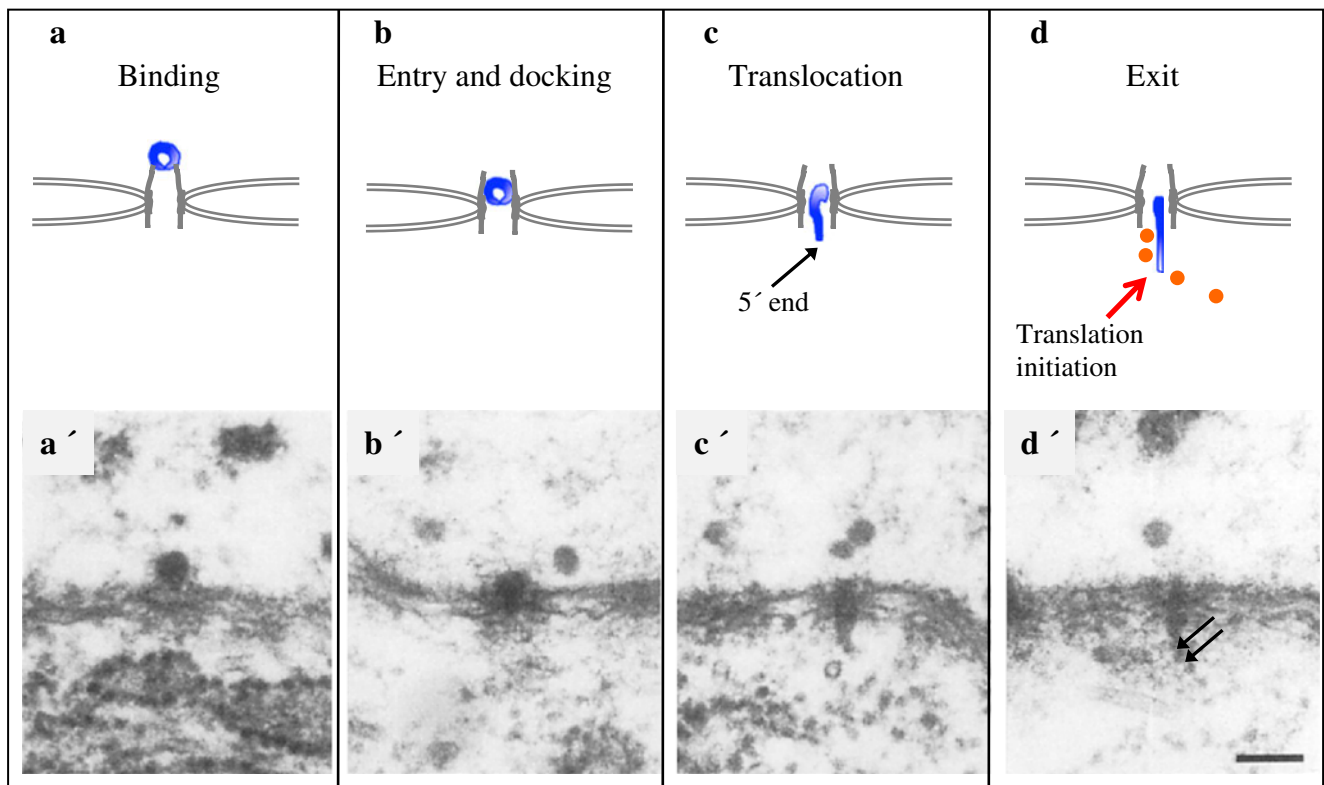 a
Binding
b
Entry and docking
c
Translocation
5´ end
d
Exit
Translation
initiation
a ´
b ´
c ´
d ´